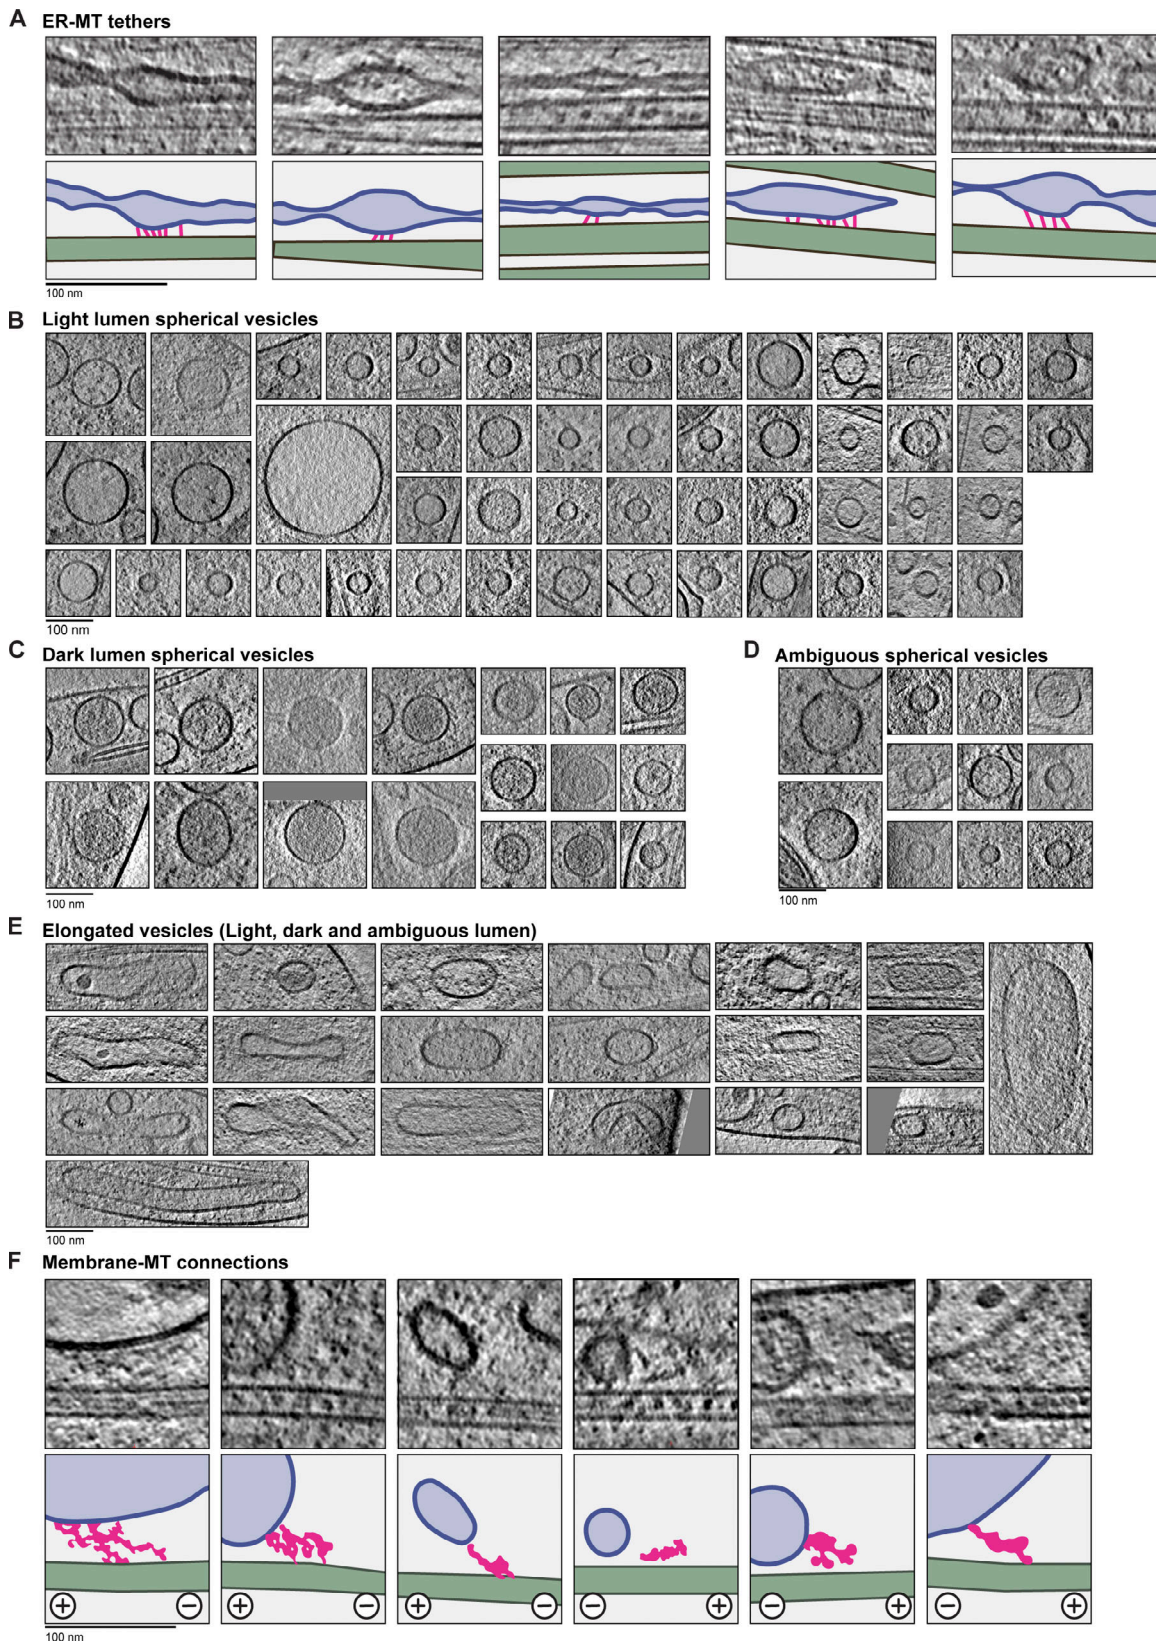 A ER-MT tethers
100 nm
B Light lumen spherical vesicles
100 nm
C Dark lumen spherical vesicles
D Ambiguous spherical vesicles
100 nm
100 nm
E Elongated vesicles (Light, dark and ambiguous lumen)
100 nm
F Membrane-MT connections
+ − + − + − − + − + − +
100 nm